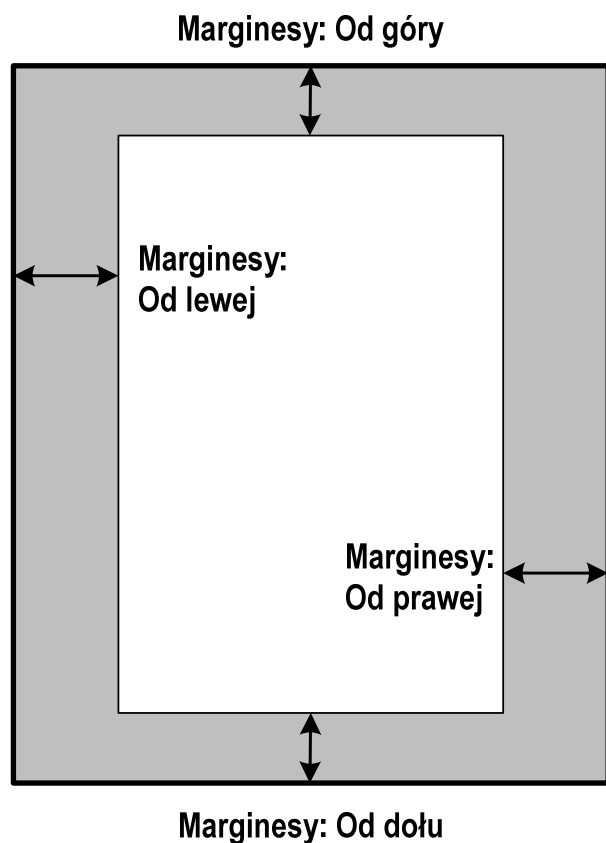 Marginesy: Od góry
Marginesy:
Od lewej
Marginesy:
Od prawej
Marginesy: Od dołu